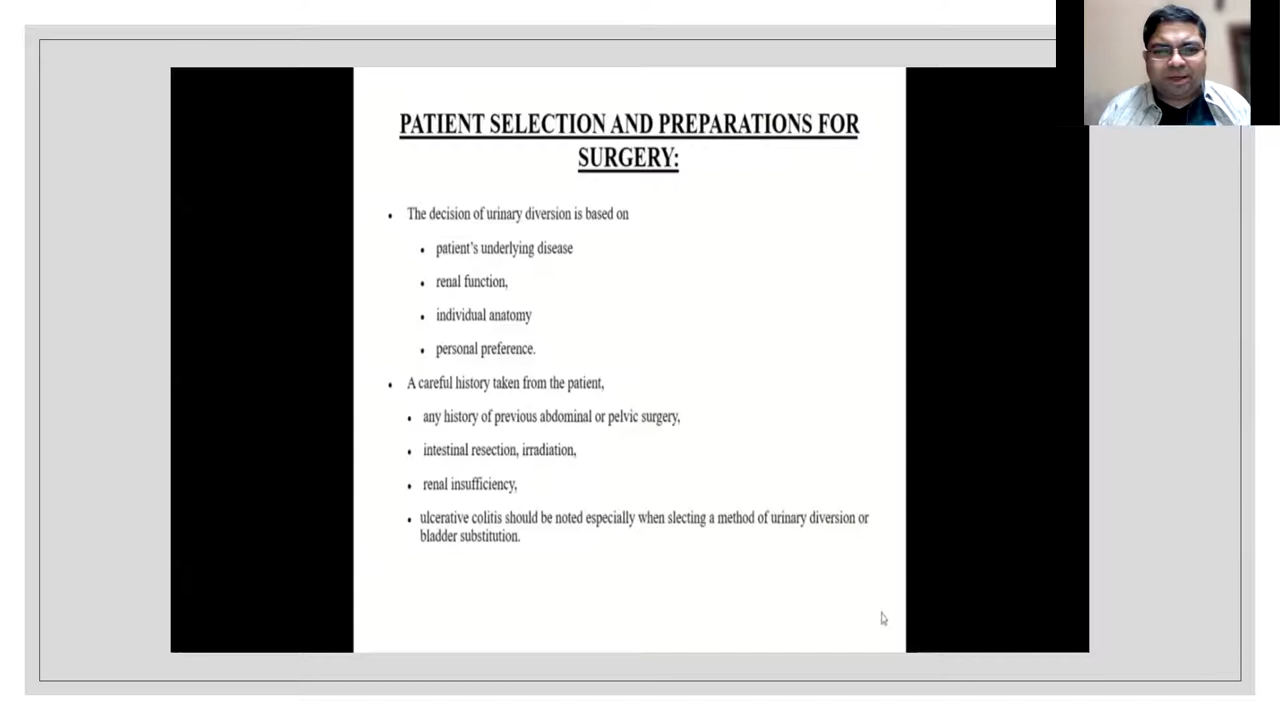 PATIENT SELECTION AND PREPARATIONS FOR
SURGERY:
• The decision of urinary diversion is based on
• patient's underlying disease
• renal function,
• individual anatomy
• personal preference.
• A careful history taken from the patient,
• any history of previous abdominal or pelvic surgery,
• intestinal resection, irradiation,
• renal insufficiency,
• ulcerative colitis should be noted especially when slecting a method of urinary diversion or
bladder substitution.